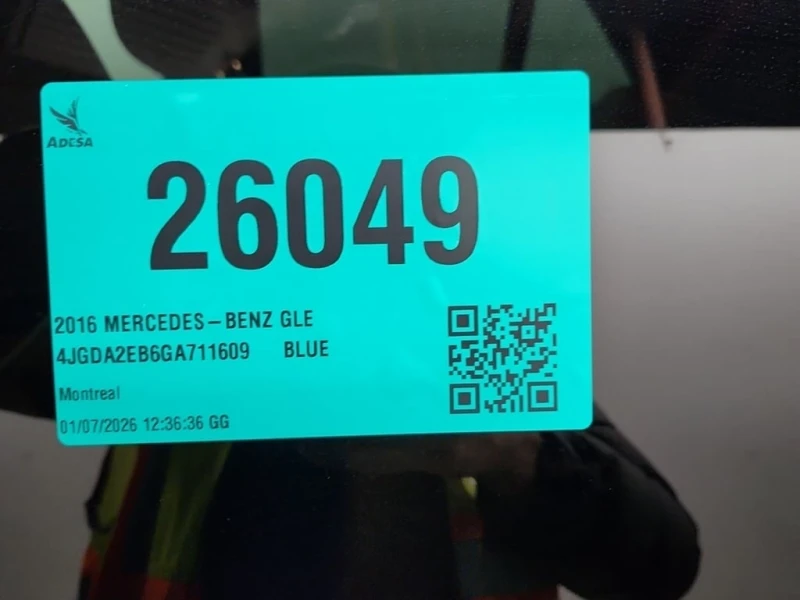 ADESA
26049
2016 MERCEDES-BENZ GLE
4JGDA2EB6GA711609 BLUE
Montreal
01/07/2026 12:36:36 GG